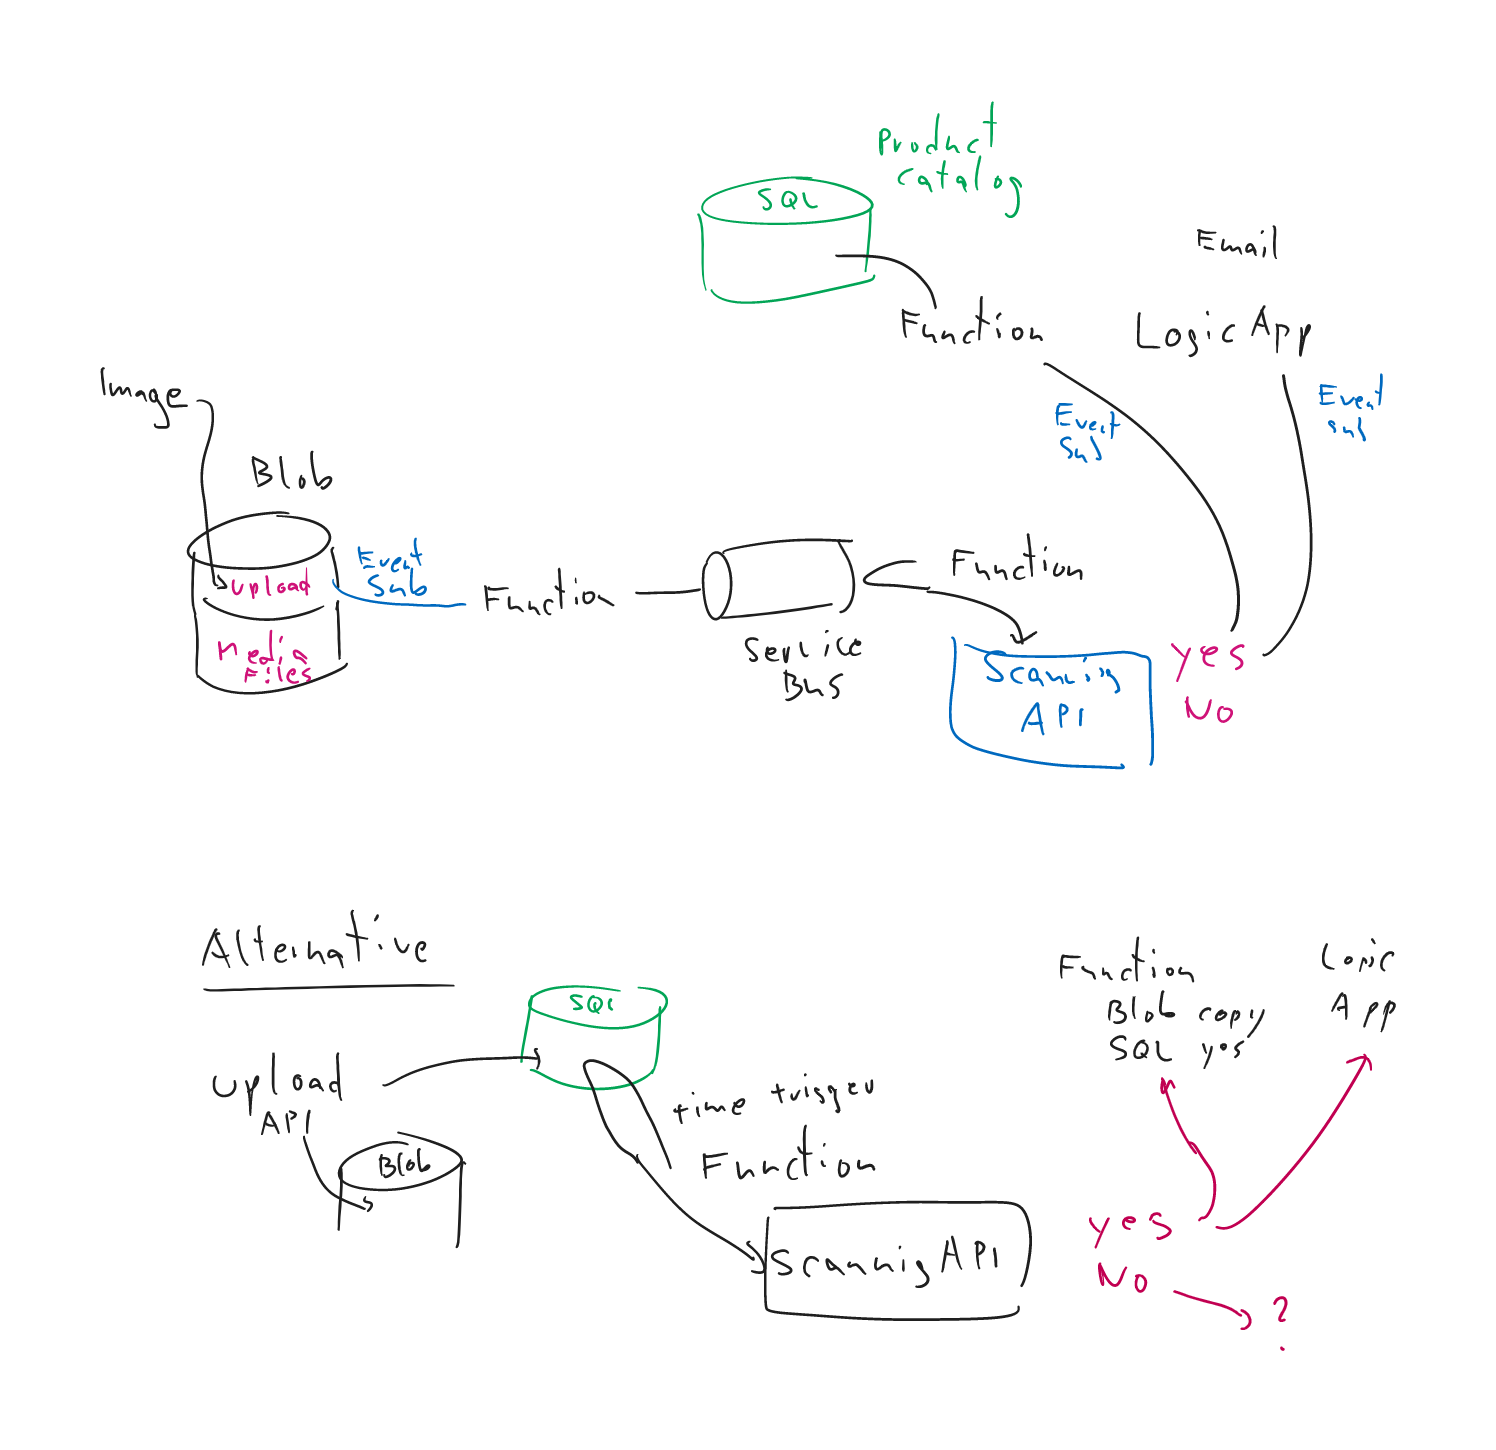 Product
catalog
SQL
Email
Function
Logic App
Image
Event
Sub
Event
Sub
Blob
Event
Sub
Function
Upload
Function
Media
Files
Service
Bus
Scanning
API
Yes
No
Alternative
Function
Blob copy
SQL yes
Logic
App
SQL
Upload
API
time trigger
Function
Blob
Scannig API
Yes
No
?